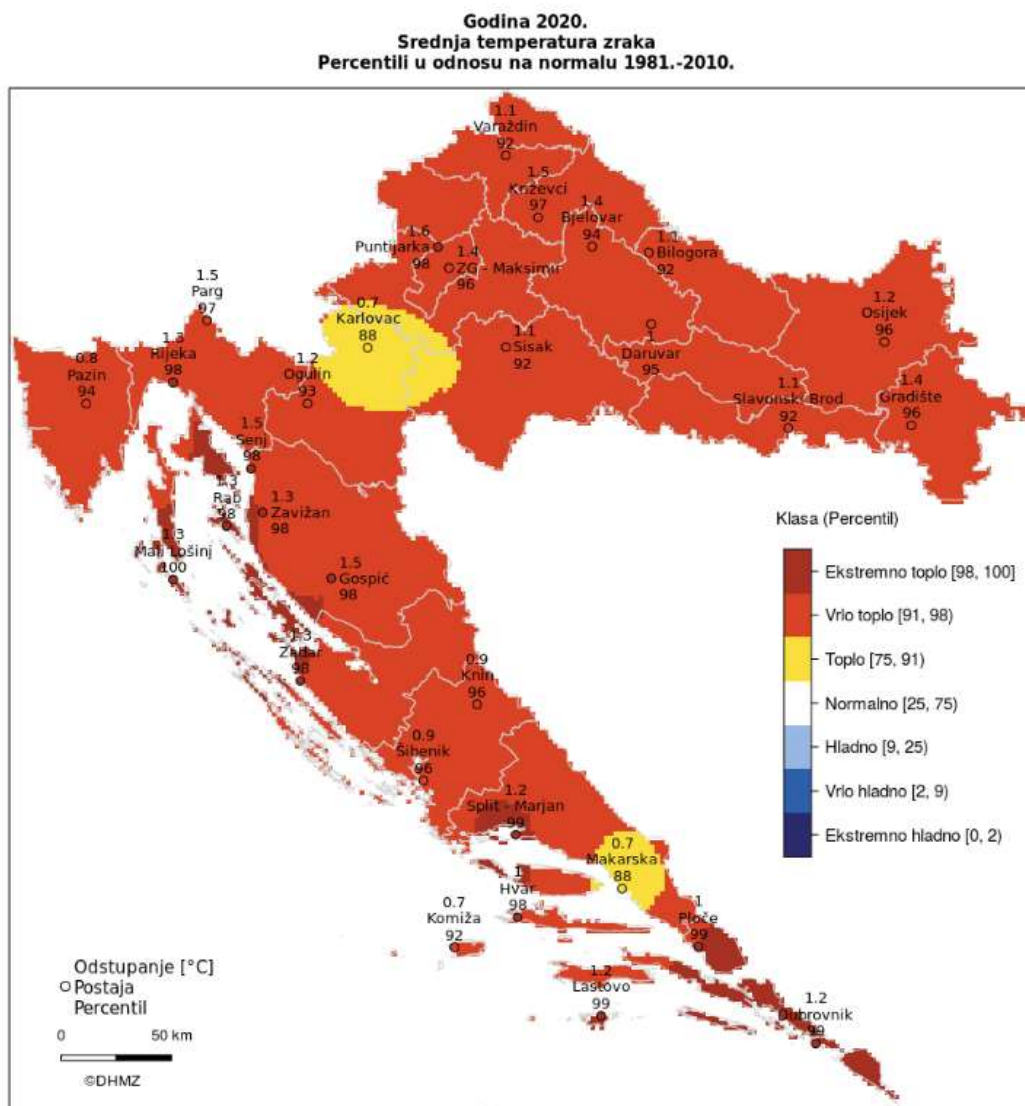 Godina 2020.
Srednja temperatura zraka
Percentili u odnosu na normalu 1981.-2010.
1.1
Varaždin
92
1.5
Križevci
97
1.4
Bjelovar
94
1.1
Bilogora
92
1.6
Puntijarka
98
1.4
ZG - Maksimir
96
1.5
Parg
97
0.7
Karlovac
88
1.1
Sisak
92
1
Daruvar
95
1.2
Osijek
96
0.8
Pazin
94
1.3
Rijeka
98
1.2
Ogulin
93
1.1
Slavonski Brod
92
1.4
Gradište
96
1.5
Senj
98
1.3
Rab
98
1.3
Zavižan
98
1.3
Mali Lošinj
100
1.5
Gospić
98
1.3
Zadar
98
0.9
Knin
96
0.9
Šibenik
96
1.2
Split - Marjan
99
0.7
Makarska
88
1
Hvar
98
0.7
Komiža
92
1
Ploče
99
1.2
Lastovo
99
1.2
Dubrovnik
99
Klasa (Percentil)
Ekstremno toplo [98, 100]
Vrlo toplo [91, 98)
Toplo [75, 91)
Normalno [25, 75)
Hladno [9, 25)
Vrlo hladno [2, 9)
Ekstremno hladno [0, 2)
Odstupanje [°C]
Postaja
Percentil
0 50 km
©DHMZ